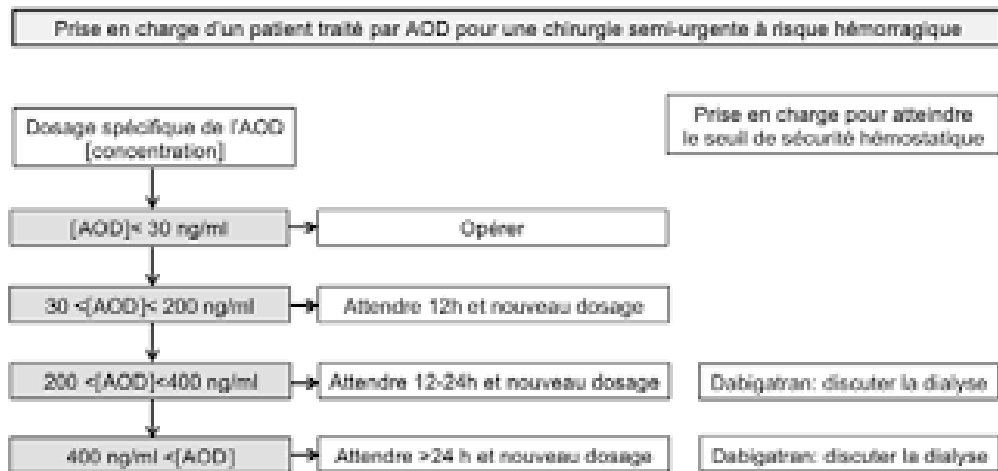 Prise en charge d'un patient traité par AOD pour une chirurgie semi-urgente à risque hémorragique
Dosage spécifique de l'AOD
[concentration]
Prise en charge pour atteindre
le seuil de sécurité hémostatique
[AOD]< 30 ng/ml
Opérer
30 <[AOD]< 200 ng/ml
Attendre 12h et nouveau dosage
200 <[AOD]<400 ng/ml
Attendre 12-24h et nouveau dosage
Dabigatran: discuter la dialyse
400 ng/ml <[AOD]
Attendre >24 h et nouveau dosage
Dabigatran: discuter la dialyse